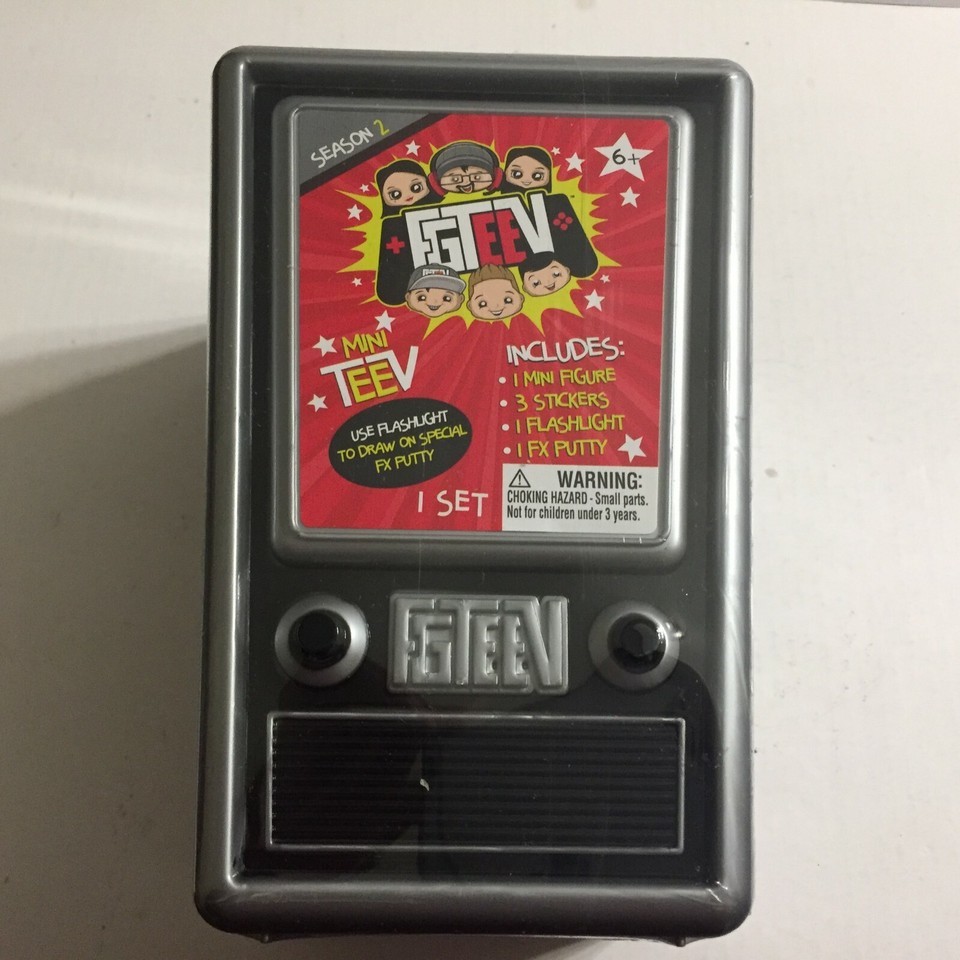 SEASON 2
6+
FGTEEV
FGTEEV
MINI
TEEV
USE FLASHLIGHT
TO DRAW ON SPECIAL
FX PUTTY
1 SET
INCLUDES:
• 1 MINI FIGURE
• 3 STICKERS
• 1 FLASHLIGHT
• 1 FX PUTTY
WARNING:
CHOKING HAZARD - Small parts.
Not for children under 3 years.
FGTEEV